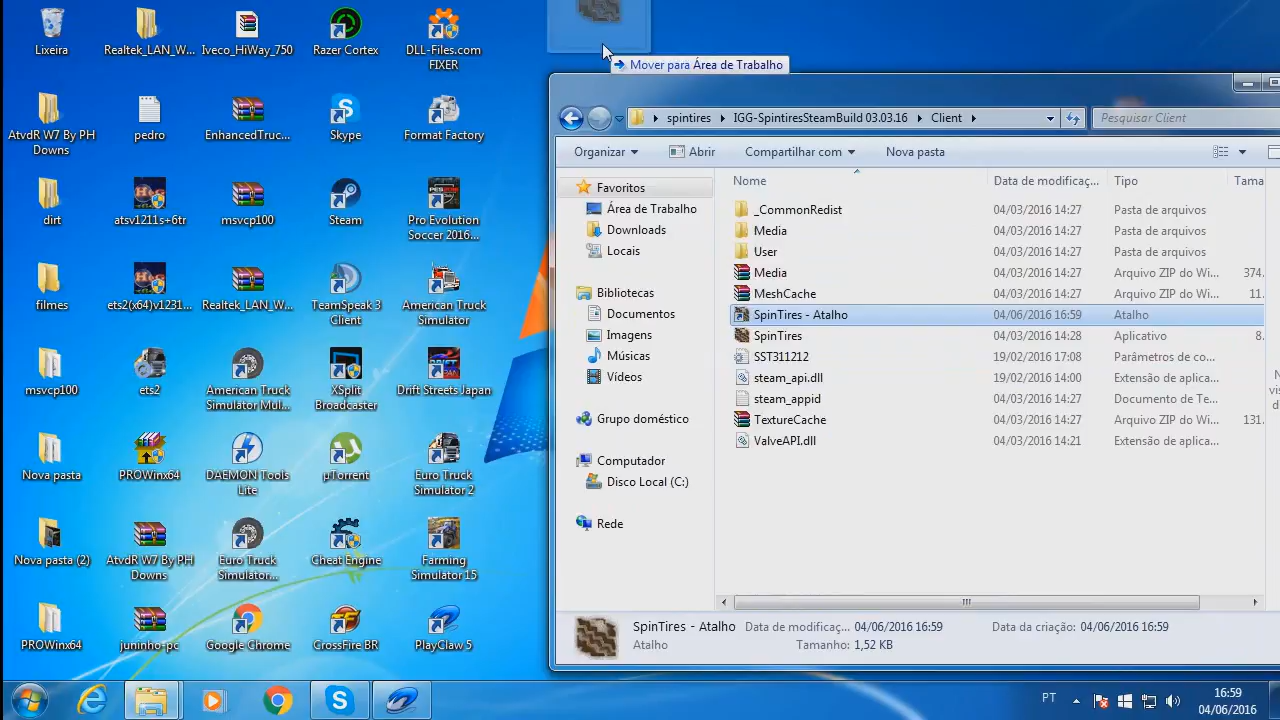 Lixeira
Realtek_LAN_W...
Iveco_HiWay_750
Razer Cortex
DLL-Files.com
FIXER
AtvdR W7 By PH
Downs
pedro
EnhancedTruc...
Skype
Format Factory
dirt
atsv1211s+6tr
msvcp100
Steam
Pro Evolution
Soccer 2016...
filmes
ets2(x64)v1231...
Realtek_LAN_W...
TeamSpeak 3
Client
American Truck
Simulator
msvcp100
ets2
American Truck
Simulator Mul...
XSplit
Broadcaster
Drift Streets Japan
Nova pasta
PROWinx64
DAEMON Tools
Lite
µTorrent
Euro Truck
Simulator 2
Nova pasta (2)
AtvdR W7 By PH
Downs
Euro Truck
Simulator...
Cheat Engine
Farming
Simulator 15
PROWinx64
juninho-pc
Google Chrome
CrossFire BR
PlayClaw 5
Mover para Área de Trabalho
spintires
IGG-SpintiresSteamBuild 03.03.16
Client
Pesquisar Client
Organizar
Abrir
Compartilhar com
Nova pasta
Favoritos
Área de Trabalho
Downloads
Locais
Bibliotecas
Documentos
Imagens
Músicas
Vídeos
Grupo doméstico
Computador
Disco Local (C:)
Rede
Nome Data de modificaç... Tipo Tama
_CommonRedist 04/03/2016 14:27 Pasta de arquivos
Media 04/03/2016 14:27 Pasta de arquivos
User 04/03/2016 14:27 Pasta de arquivos
Media 04/03/2016 14:27 Arquivo ZIP do Wi... 374.
MeshCache 04/03/2016 14:27 Arquivo ZIP do Wi... 11.
SpinTires - Atalho 04/06/2016 16:59 Atalho
SpinTires 04/03/2016 14:28 Aplicativo 8.
SST311212 19/02/2016 17:08 Parâmetros de co...
steam_api.dll 19/02/2016 14:00 Extensão de aplica...
steam_appid 04/03/2016 14:27 Documento de Te...
TextureCache 04/03/2016 14:27 Arquivo ZIP do Wi... 131.
ValveAPI.dll 04/03/2016 14:21 Extensão de aplica...
SpinTires - Atalho Data de modificaç... 04/06/2016 16:59 Data da criação: 04/06/2016 16:59
Atalho Tamanho: 1,52 KB
PT
16:59
04/06/2016